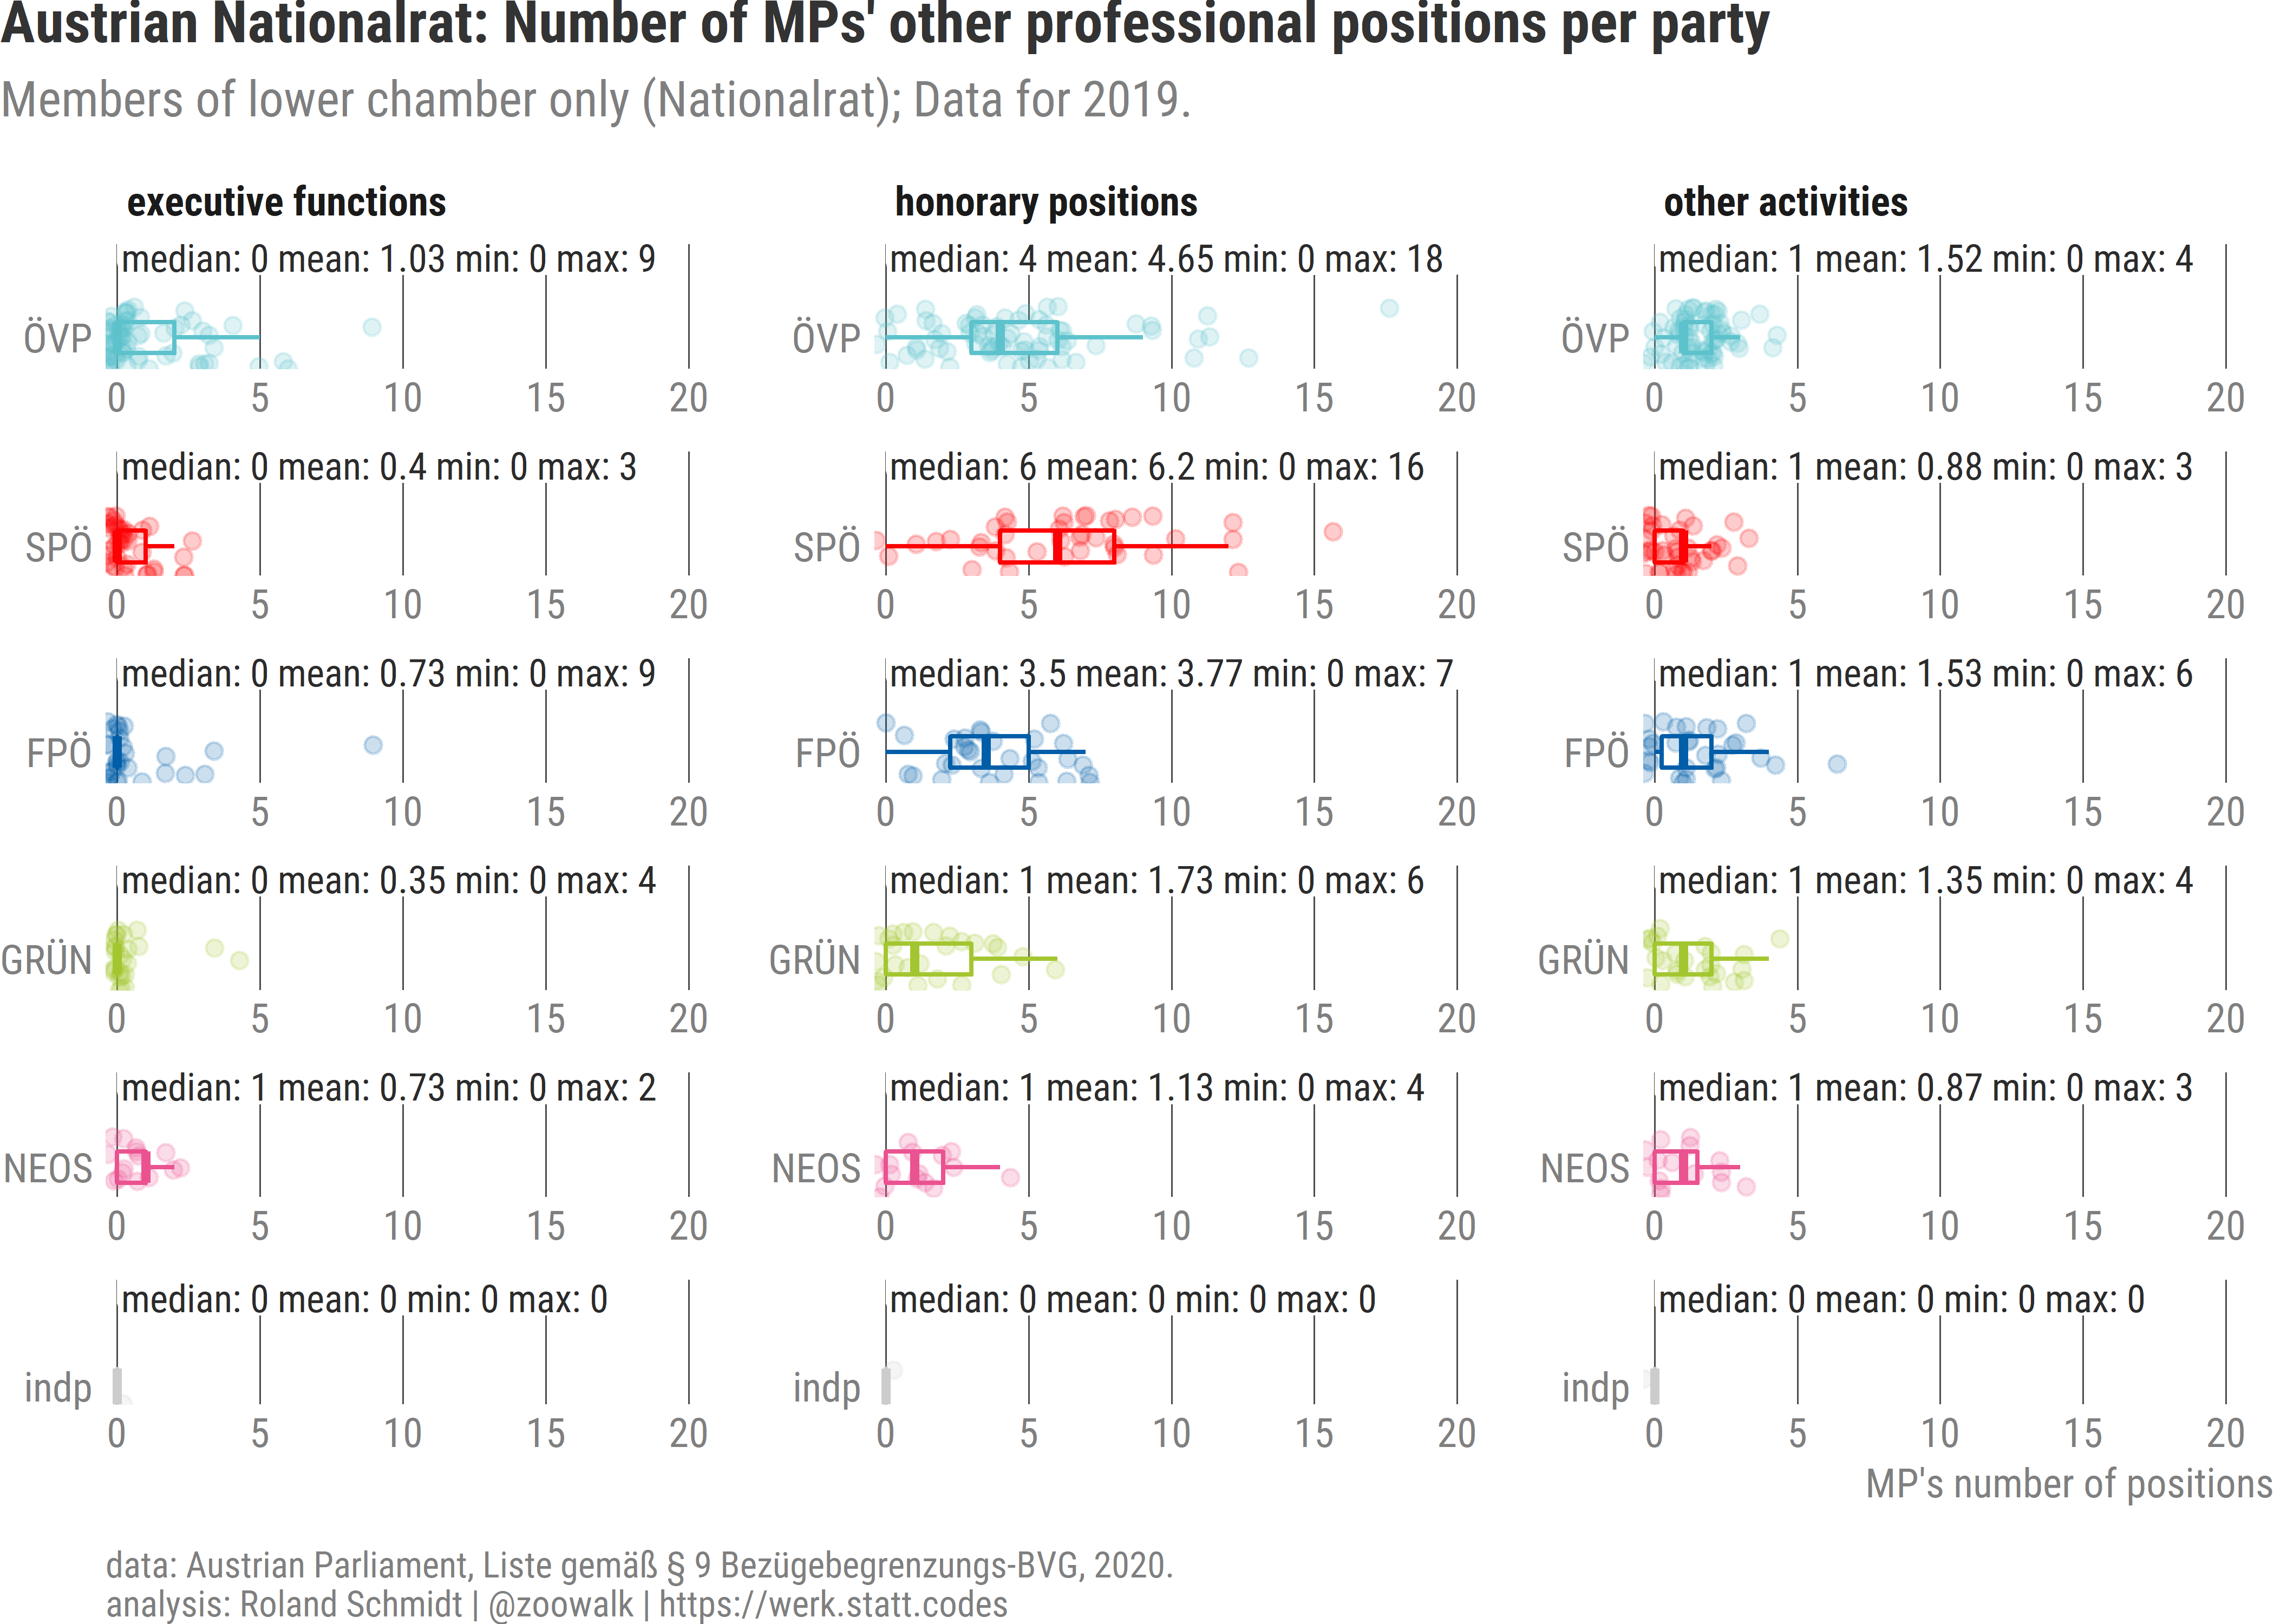 Austrian Nationalrat: Number of MPs' other professional positions per party
Members of lower chamber only (Nationalrat); Data for 2019.
executive functions honorary positions other activities
median: 0 mean: 1.03 min: 0 max: 9 median: 4 mean: 4.65 min: 0 max: 18 median: 1 mean: 1.52 min: 0 max: 4
ÖVP ÖVP ÖVP
0 5 10 15 20 0 5 10 15 20 0 5 10 15 20
median: 0 mean: 0.4 min: 0 max: 3 median: 6 mean: 6.2 min: 0 max: 16 median: 1 mean: 0.88 min: 0 max: 3
SPÖ SPÖ SPÖ
0 5 10 15 20 0 5 10 15 20 0 5 10 15 20
median: 0 mean: 0.73 min: 0 max: 9 median: 3.5 mean: 3.77 min: 0 max: 7 median: 1 mean: 1.53 min: 0 max: 6
FPÖ FPÖ FPÖ
0 5 10 15 20 0 5 10 15 20 0 5 10 15 20
median: 0 mean: 0.35 min: 0 max: 4 median: 1 mean: 1.73 min: 0 max: 6 median: 1 mean: 1.35 min: 0 max: 4
GRÜN GRÜN GRÜN
0 5 10 15 20 0 5 10 15 20 0 5 10 15 20
median: 1 mean: 0.73 min: 0 max: 2 median: 1 mean: 1.13 min: 0 max: 4 median: 1 mean: 0.87 min: 0 max: 3
NEOS NEOS NEOS
0 5 10 15 20 0 5 10 15 20 0 5 10 15 20
median: 0 mean: 0 min: 0 max: 0 median: 0 mean: 0 min: 0 max: 0 median: 0 mean: 0 min: 0 max: 0
indp indp indp
0 5 10 15 20 0 5 10 15 20 0 5 10 15 20
MP's number of positions
data: Austrian Parliament, Liste gemäß § 9 Bezügebegrenzungs-BVG, 2020.
analysis: Roland Schmidt | @zoowalk | https://werk.statt.codes